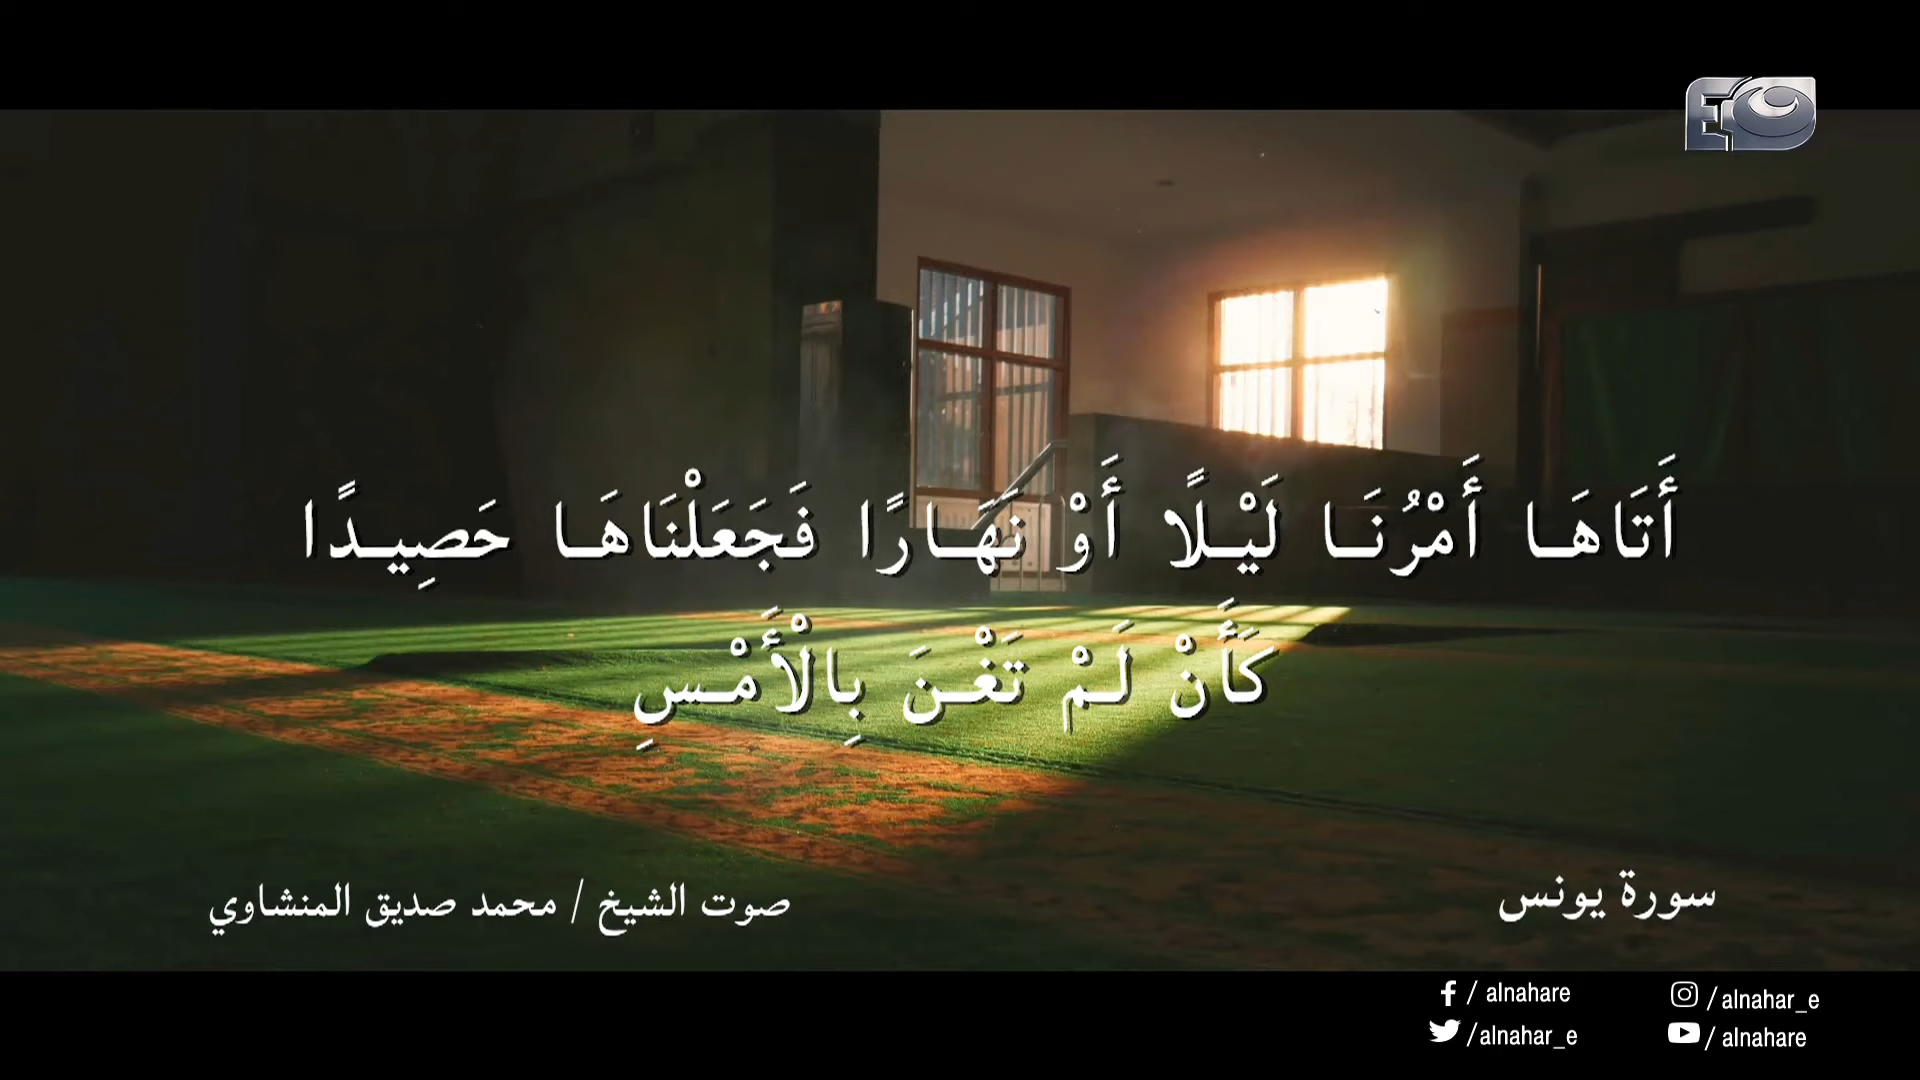 أَتَاهَا أَمْرُنَا لَيْلًا أَوْ نَهَارًا فَجَعَلْنَاهَا حَصِيدًا
كَأَنْ لَمْ تَغْنَ بِالْأَمْسِ
سورة يونس
صوت الشيخ / محمد صديق المنشاوي
/ alnahare
/ alnahar_e
/alnahar_e
/ alnahare